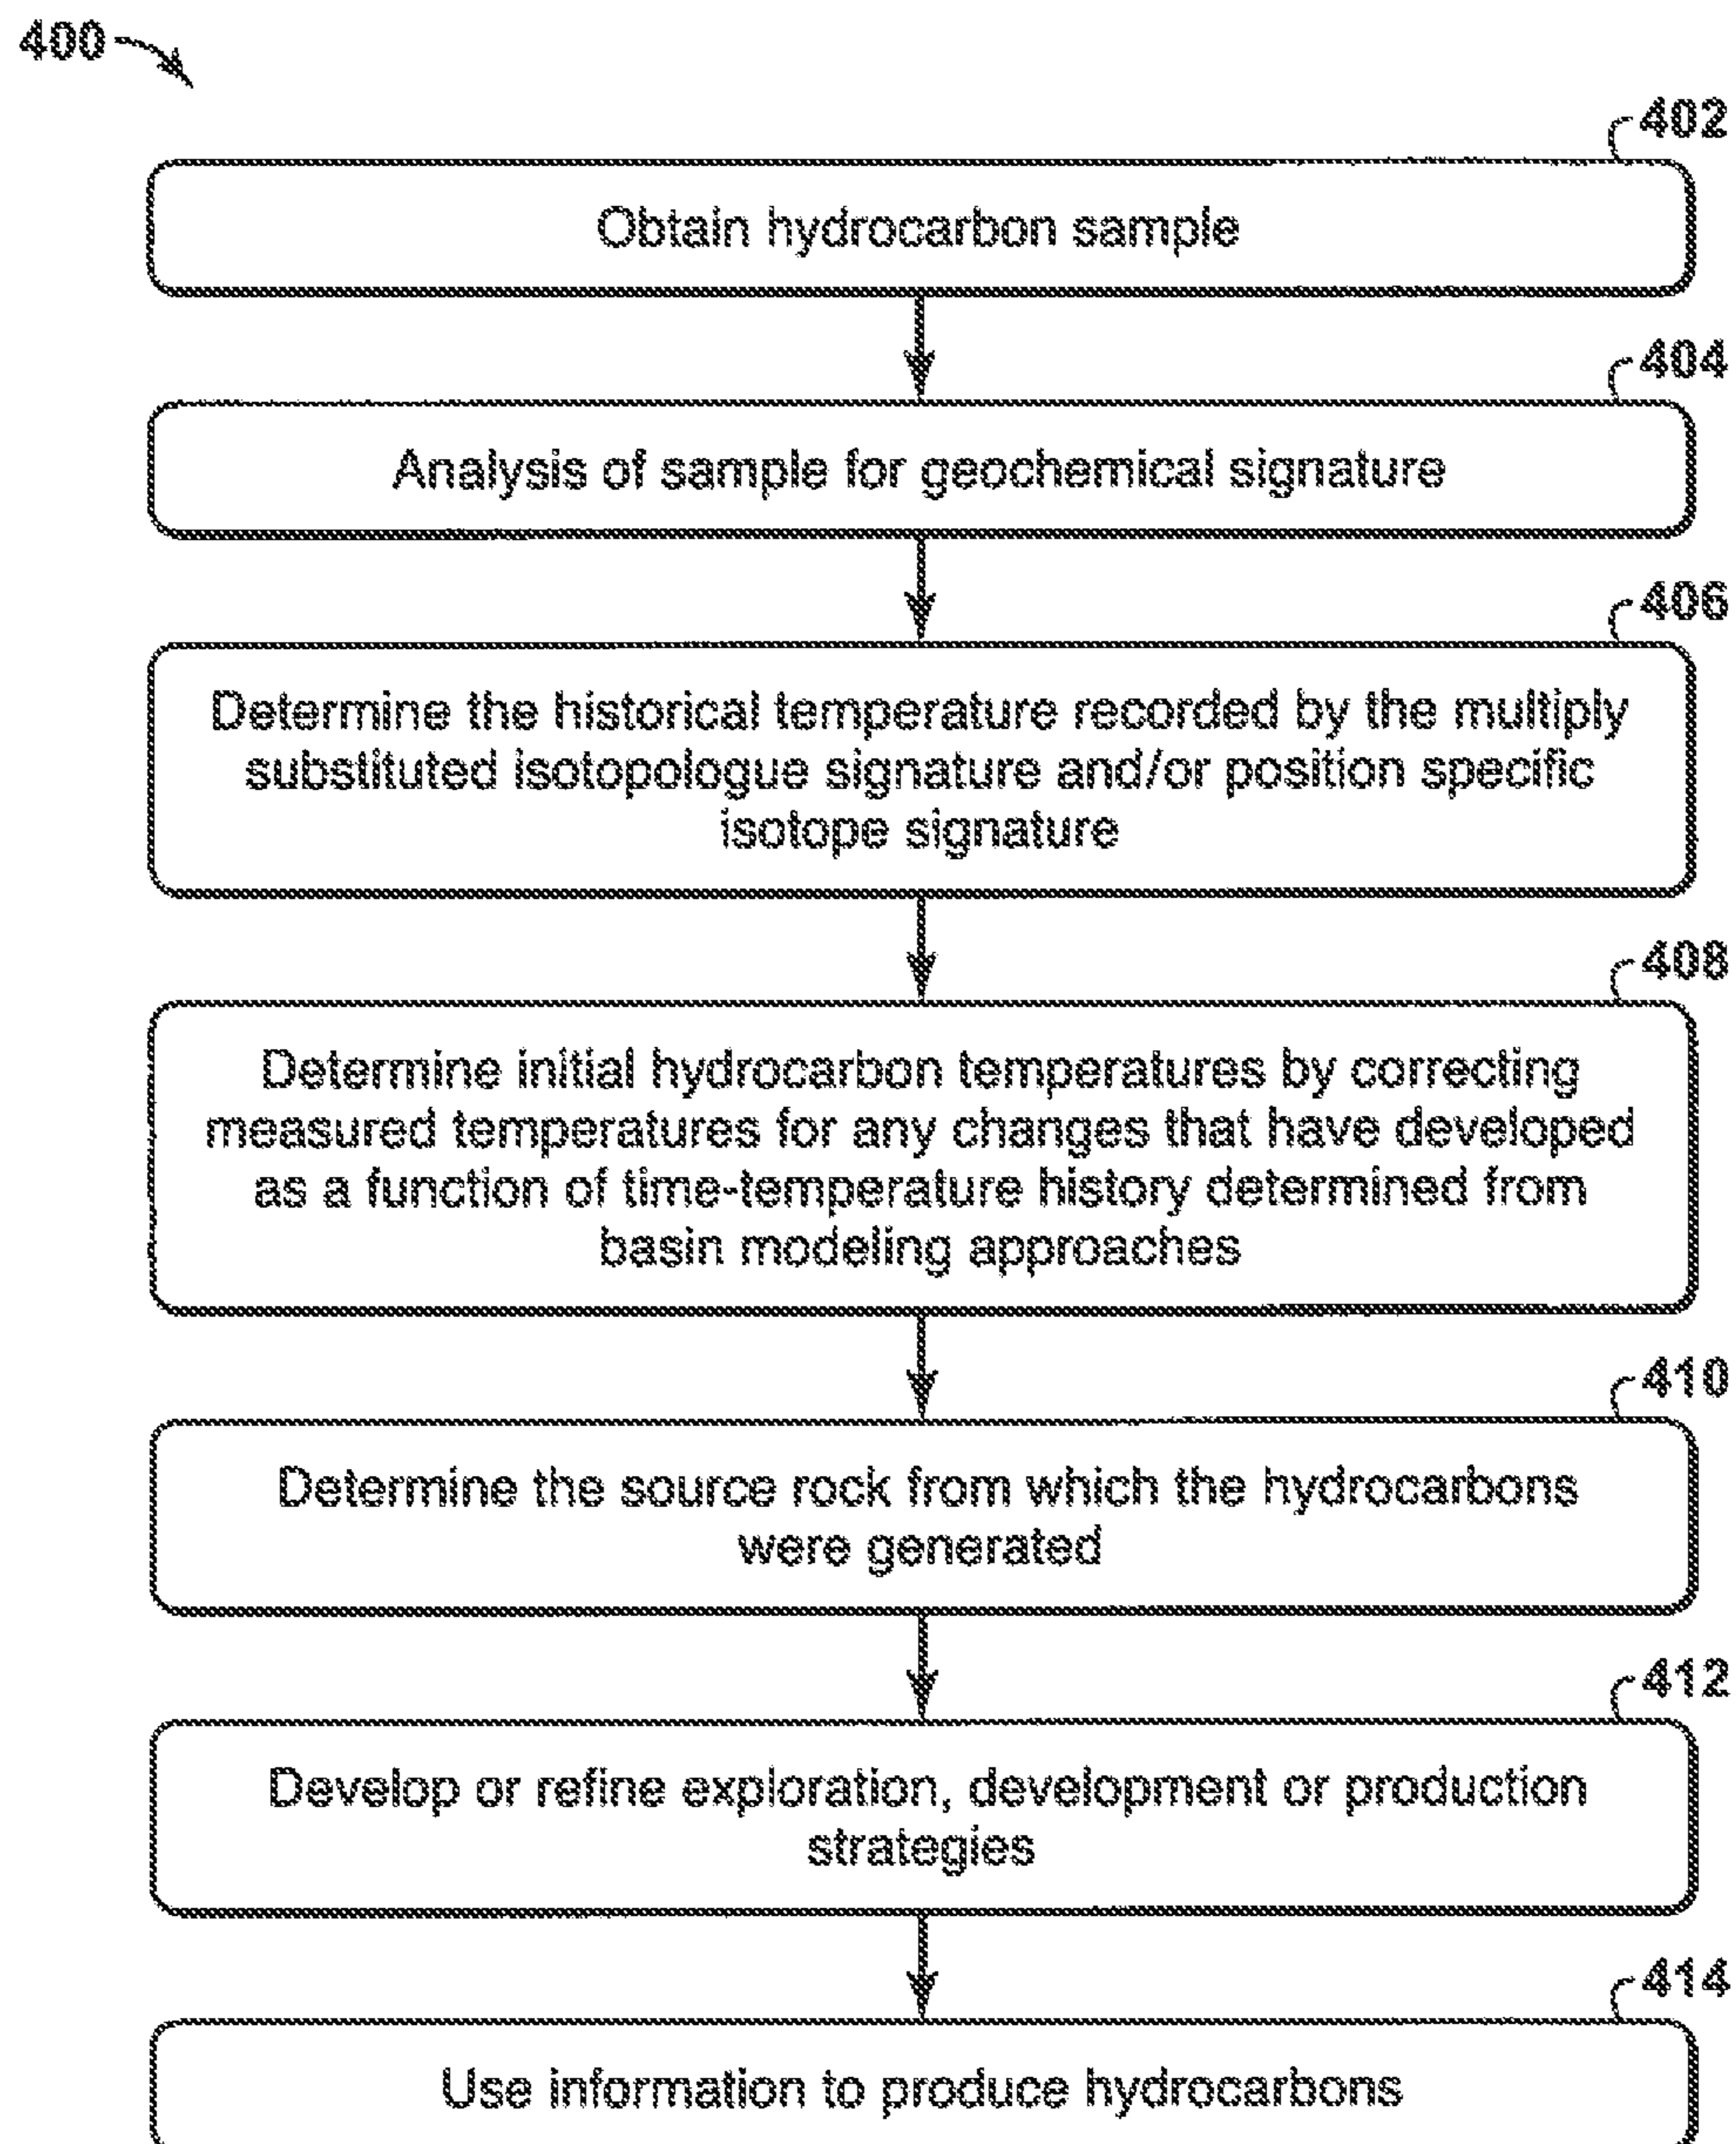 400
402
Obtain hydrocarbon sample
404
Analysis of sample for geochemical signature
406
Determine the historical temperature recorded by the multiply
substituted isotopologue signature and/or position specific
isotope signature
408
Determine initial hydrocarbon temperatures by correcting
measured temperatures for any changes that have developed
as a function of time-temperature history determined from
basin modeling approaches
410
Determine the source rock from which the hydrocarbons
were generated
412
Develop or refine exploration, development or production
strategies
414
Use information to produce hydrocarbons